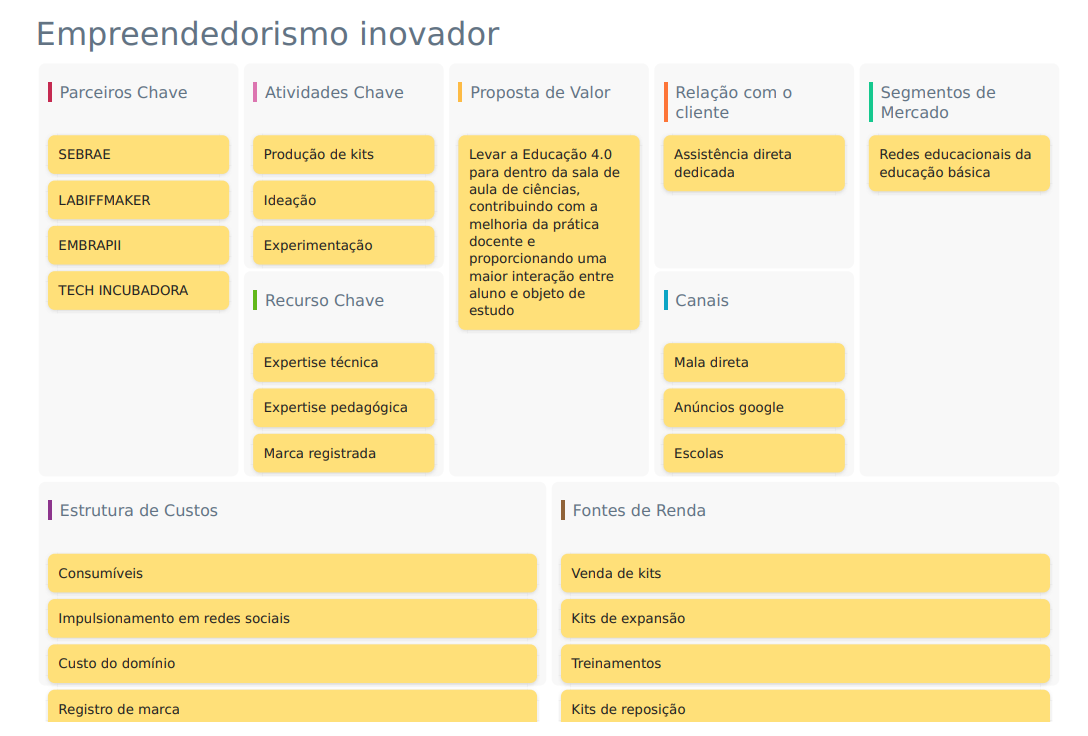 Empreendedorismo inovador
Parceiros Chave
SEBRAE
LABIFFMAKER
EMBRAPII
TECH INCUBADORA
Atividades Chave
Produção de kits
Ideação
Experimentação
Recurso Chave
Expertise técnica
Expertise pedagógica
Marca registrada
Proposta de Valor
Levar a Educação 4.0
para dentro da sala de
aula de ciências,
contribuindo com a
melhoria da prática
docente e
proporcionando uma
maior interação entre
aluno e objeto de
estudo
Relação com o
cliente
Assistência direta
dedicada
Canais
Mala direta
Anúncios google
Escolas
Segmentos de
Mercado
Redes educacionais da
educação básica
Estrutura de Custos
Consumíveis
Impulsionamento em redes sociais
Custo do domínio
Registro de marca
Fontes de Renda
Venda de kits
Kits de expansão
Treinamentos
Kits de reposição